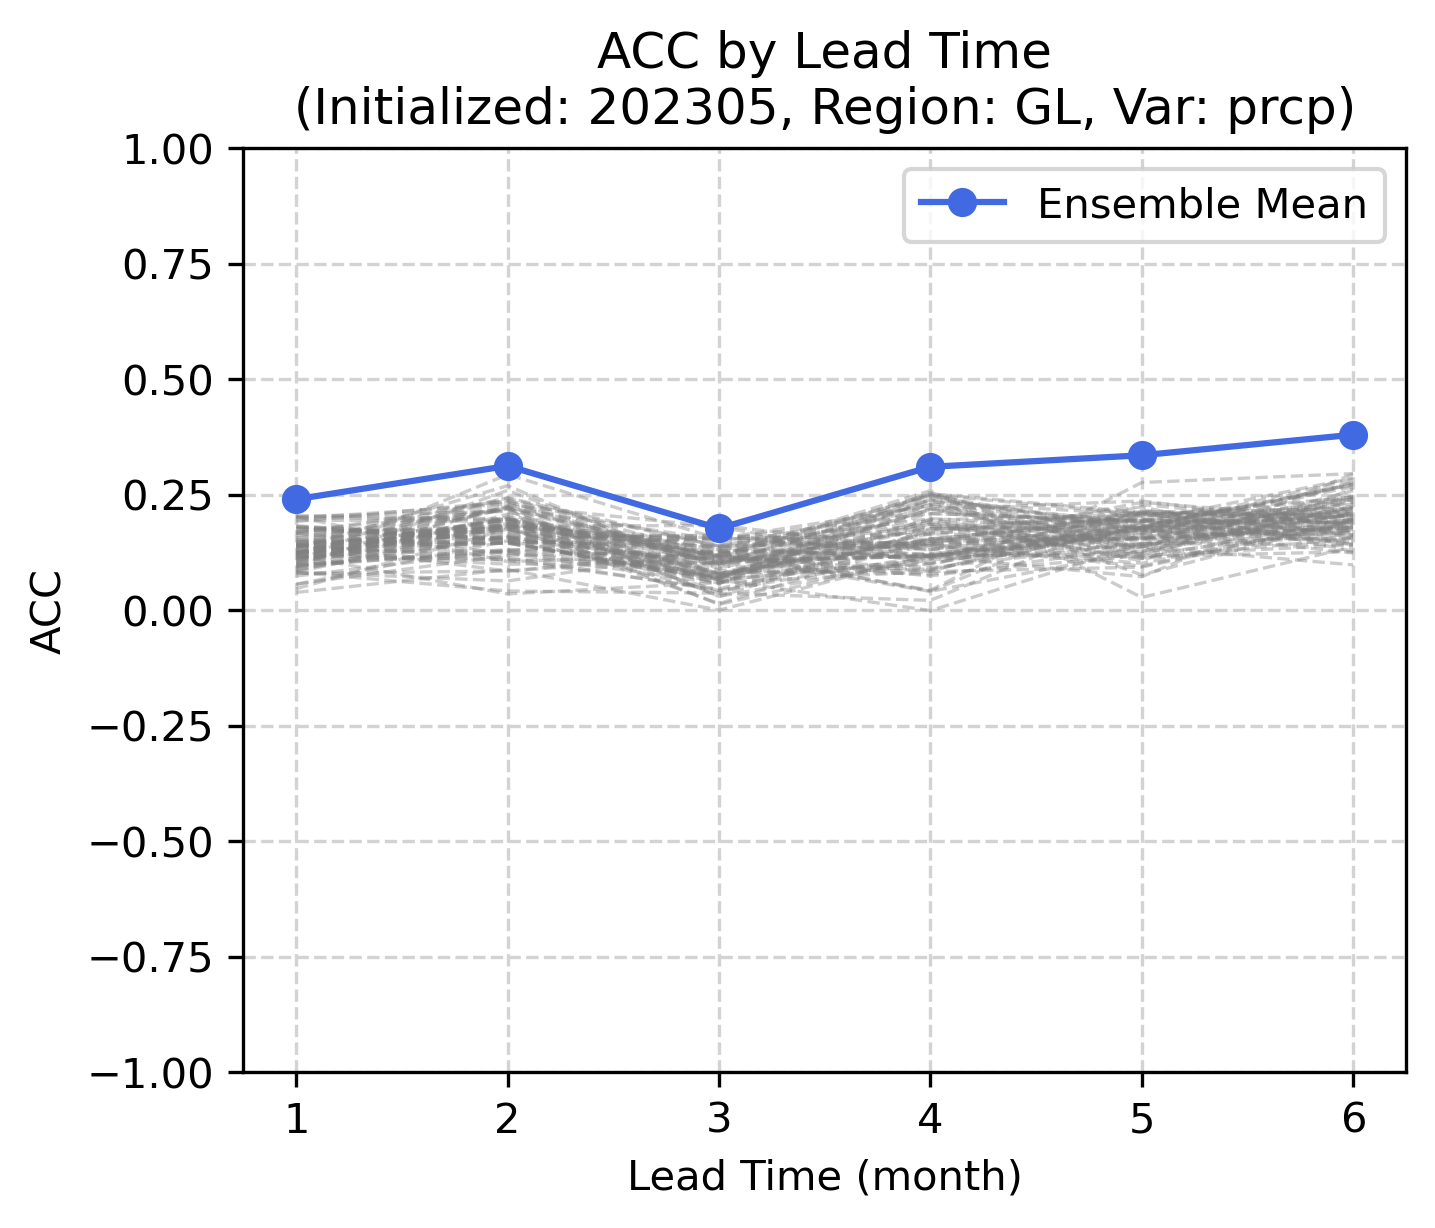 ACC by Lead Time
(Initialized: 202305, Region: GL, Var: prcp)
Ensemble Mean
1.00
0.75
0.50
0.25
0.00
−0.25
−0.50
−0.75
−1.00
ACC
1 2 3 4 5 6
Lead Time (month)